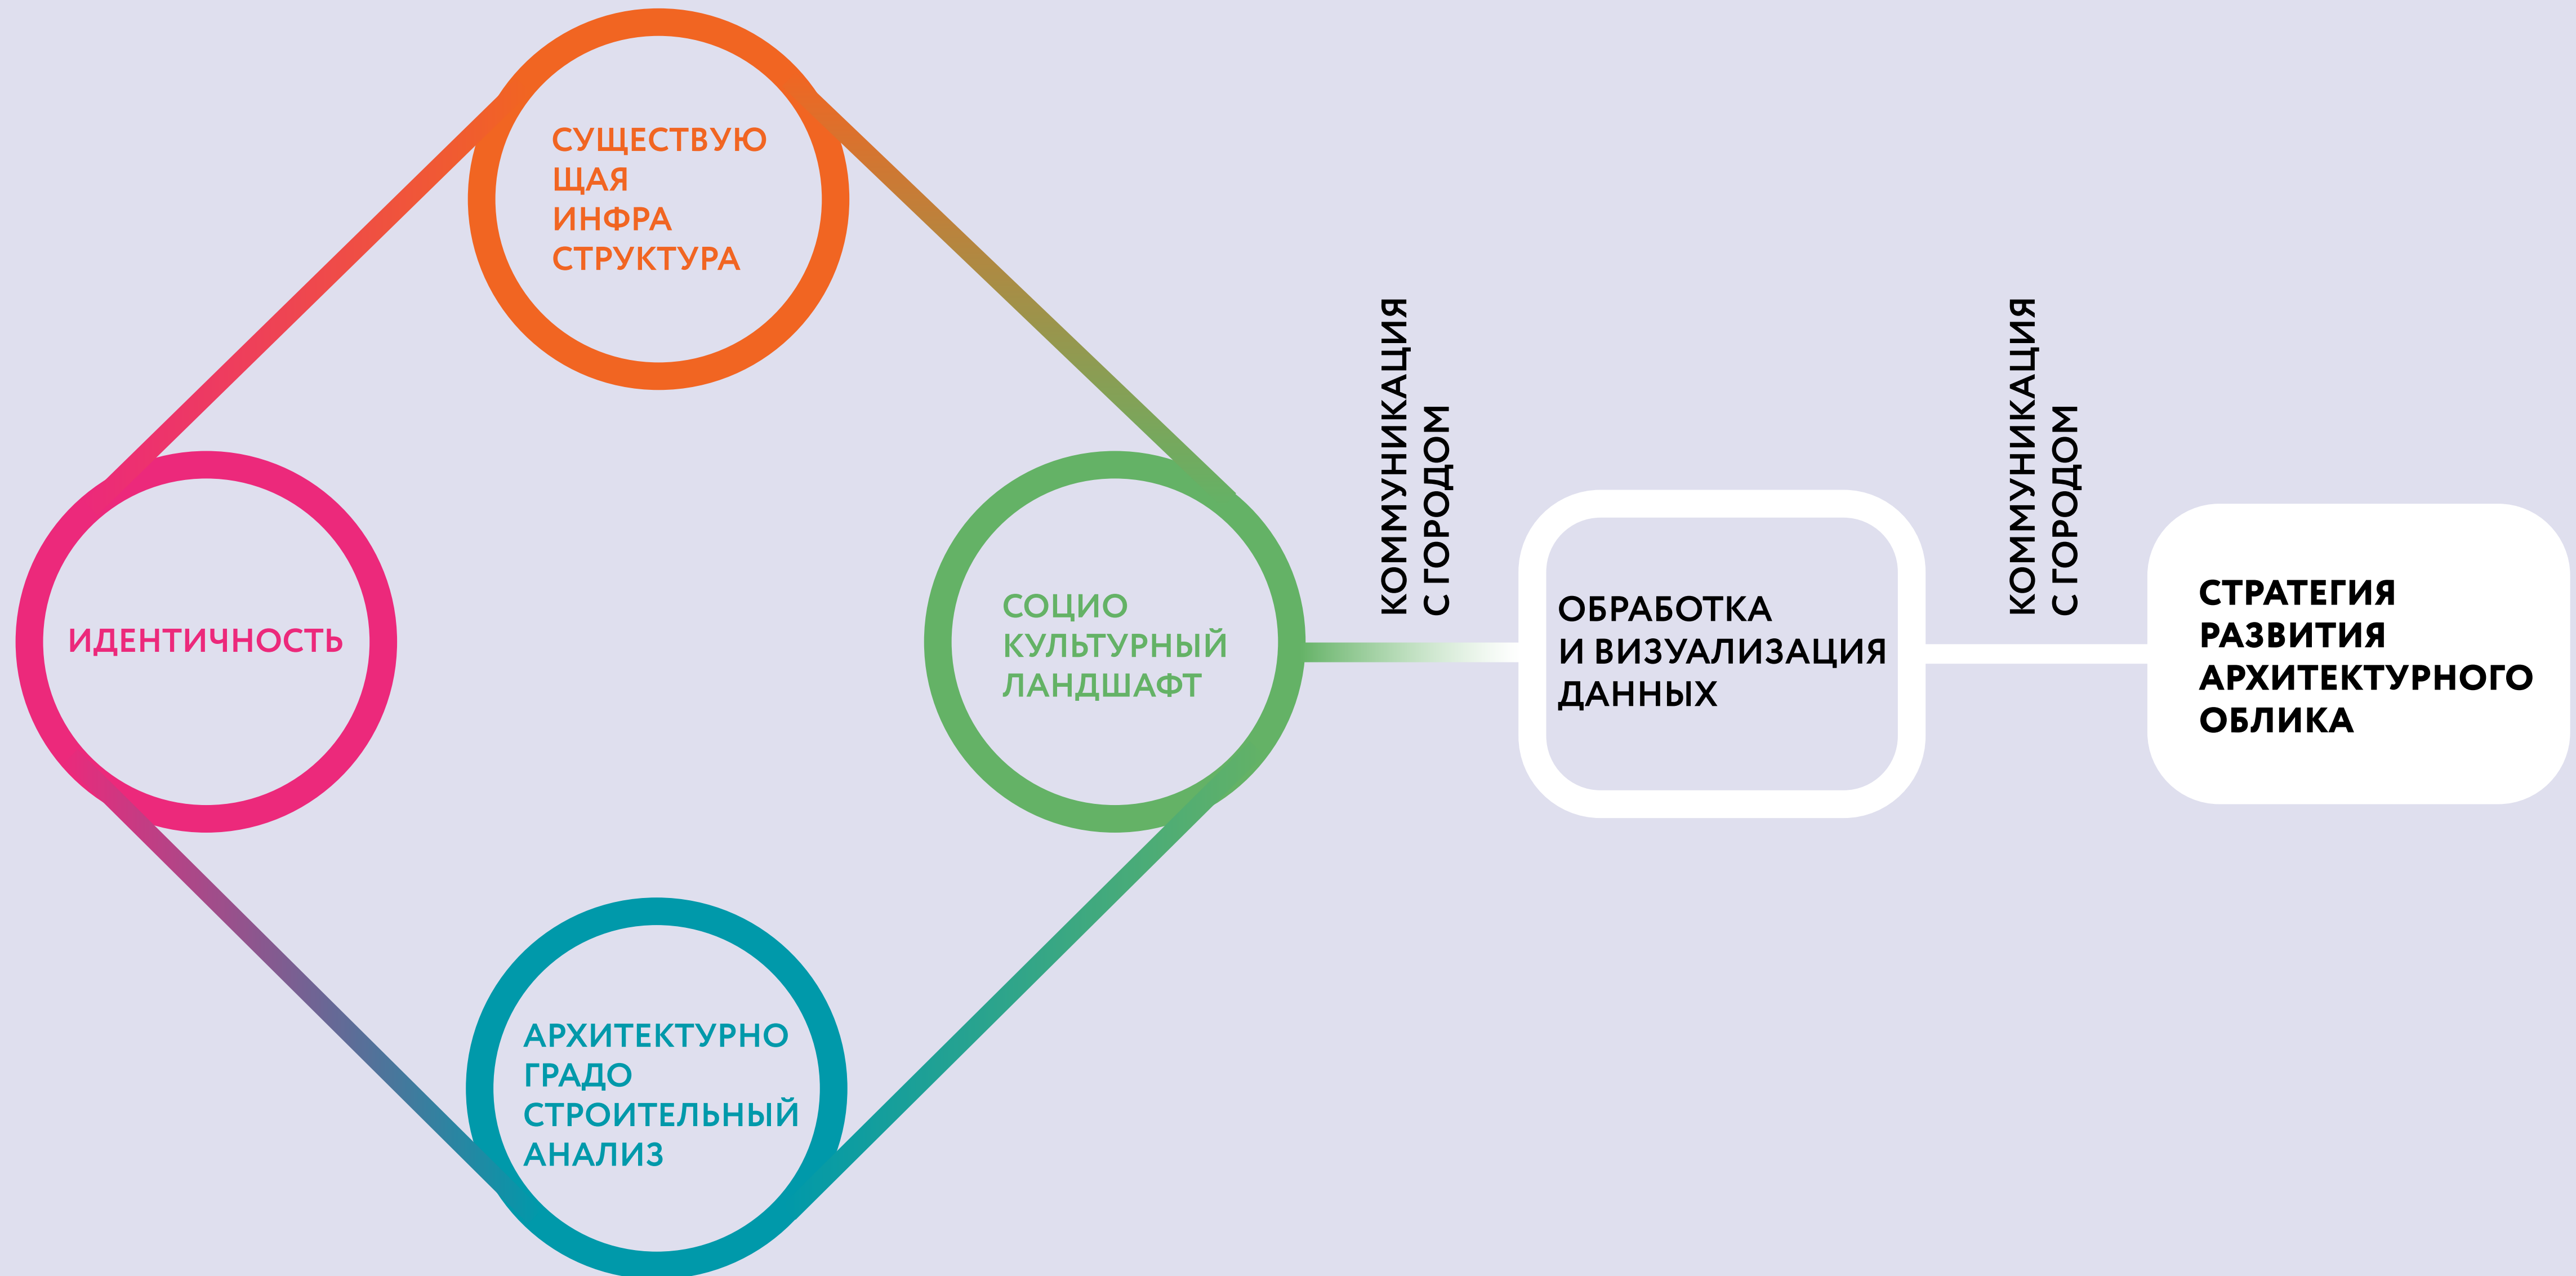 СУЩЕСТВУЮ
ЩАЯ
ИНФРА
СТРУКТУРА
ИДЕНТИЧНОСТЬ
СОЦИО
КУЛЬТУРНЫЙ
ЛАНДШАФТ
АРХИТЕКТУРНО
ГРАДО
СТРОИТЕЛЬНЫЙ
АНАЛИЗ
КОММУНИКАЦИЯ
С ГОРОДОМ
ОБРАБОТКА
И ВИЗУАЛИЗАЦИЯ
ДАННЫХ
КОММУНИКАЦИЯ
С ГОРОДОМ
СТРАТЕГИЯ
РАЗВИТИЯ
АРХИТЕКТУРНОГО
ОБЛИКА